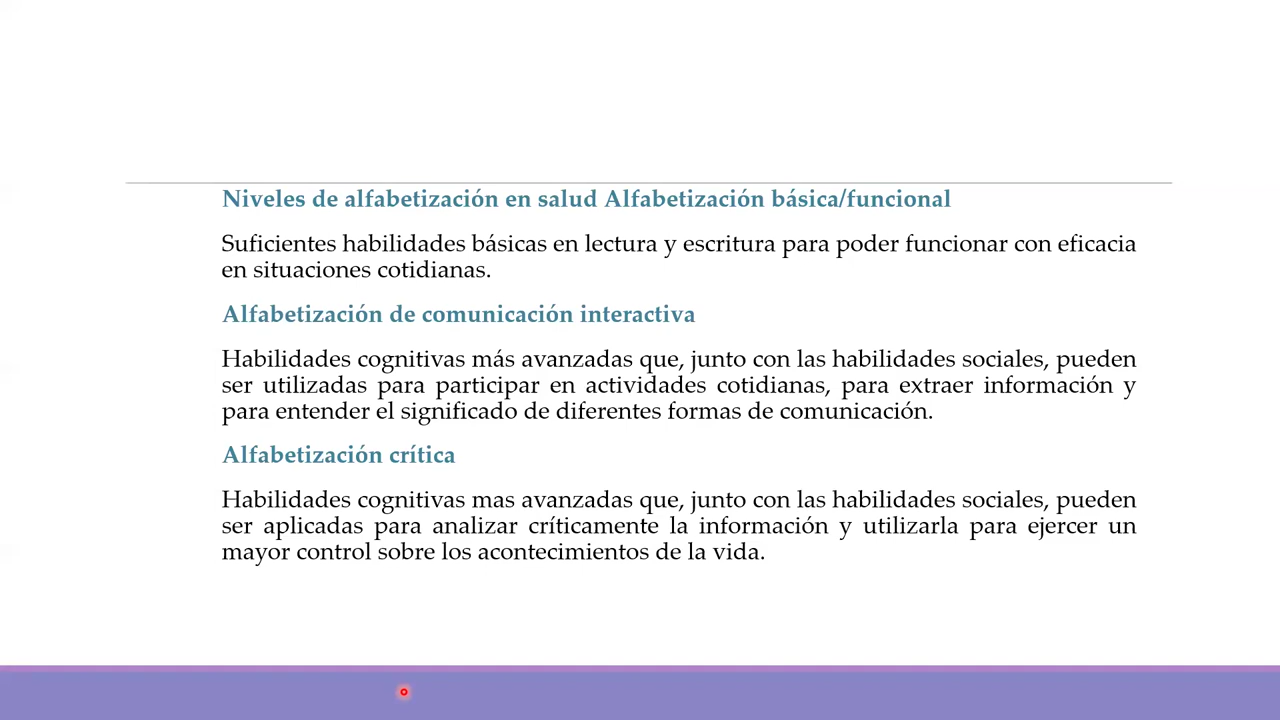 Niveles de alfabetización en salud Alfabetización básica/funcional
Suficientes habilidades básicas en lectura y escritura para poder funcionar con eficacia
en situaciones cotidianas.
Alfabetización de comunicación interactiva
Habilidades cognitivas más avanzadas que, junto con las habilidades sociales, pueden
ser utilizadas para participar en actividades cotidianas, para extraer información y
para entender el significado de diferentes formas de comunicación.
Alfabetización crítica
Habilidades cognitivas mas avanzadas que, junto con las habilidades sociales, pueden
ser aplicadas para analizar críticamente la información y utilizarla para ejercer un
mayor control sobre los acontecimientos de la vida.